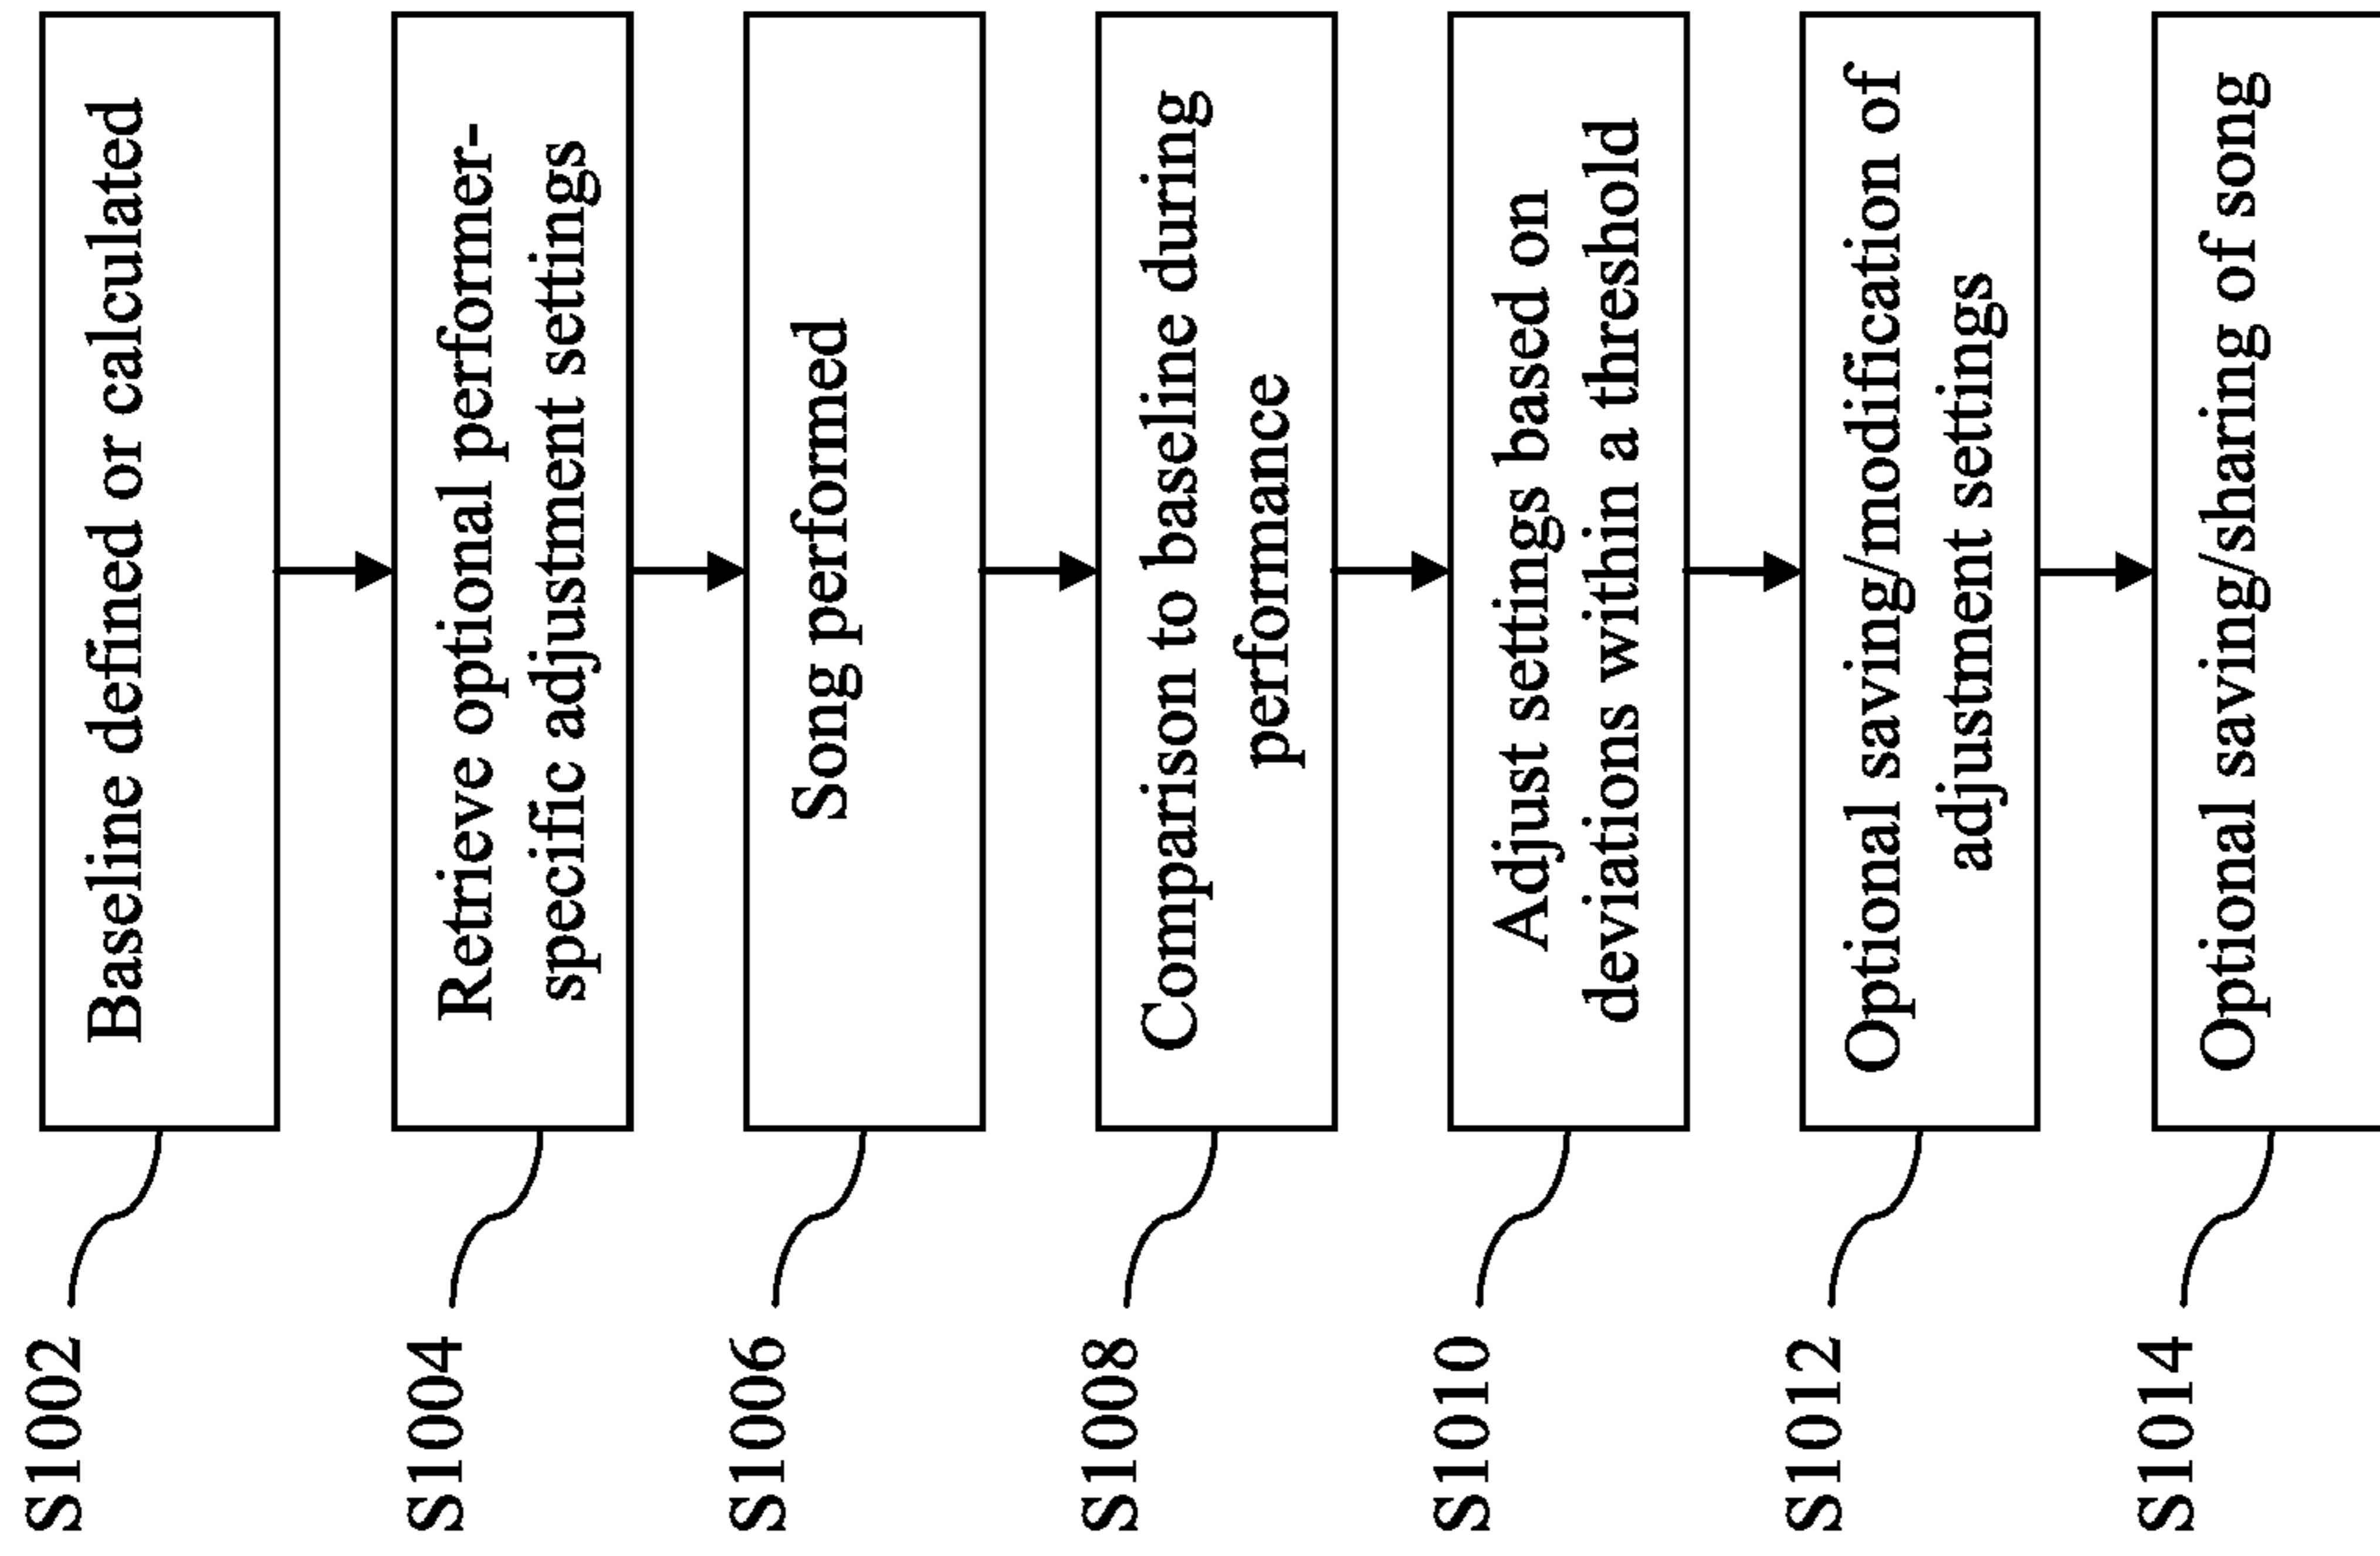 S1002
Baseline defined or calculated
S1004
Retrieve optional performer-
specific adjustment settings
S1006
Song performed
S1008
Comparison to baseline during
performance
S1010
Adjust settings based on
deviations within a threshold
S1012
Optional saving/modification of
adjustment settings
S1014
Optional saving/sharing of song